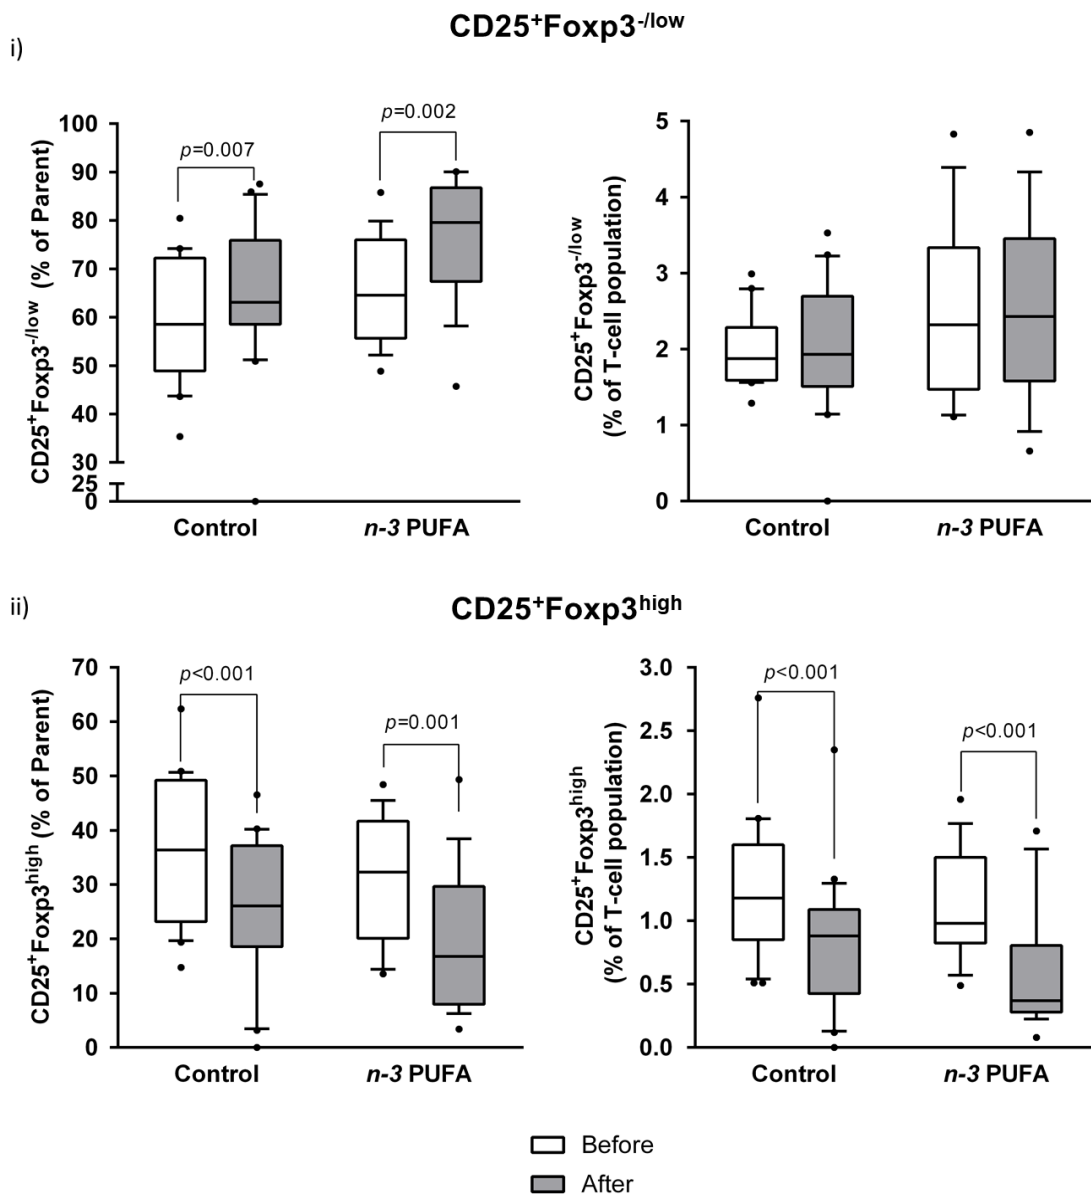 CD25⁺Foxp3⁻/ˡᵒʷ
i)
CD25⁺Foxp3⁻/ˡᵒʷ (% of Parent)
100
90
80
70
60
50
40
30
25
0
p=0.007
p=0.002
Control
n-3 PUFA
CD25⁺Foxp3⁻/ˡᵒʷ
(% of T-cell population)
5
4
3
2
1
0
Control
n-3 PUFA
ii)
CD25⁺Foxp3ʰⁱᵍʰ
CD25⁺Foxp3ʰⁱᵍʰ (% of Parent)
70
60
50
40
30
20
10
0
p<0.001
p=0.001
Control
n-3 PUFA
CD25⁺Foxp3ʰⁱᵍʰ
(% of T-cell population)
3.0
2.5
2.0
1.5
1.0
0.5
0.0
p<0.001
p<0.001
Control
n-3 PUFA
Before
After